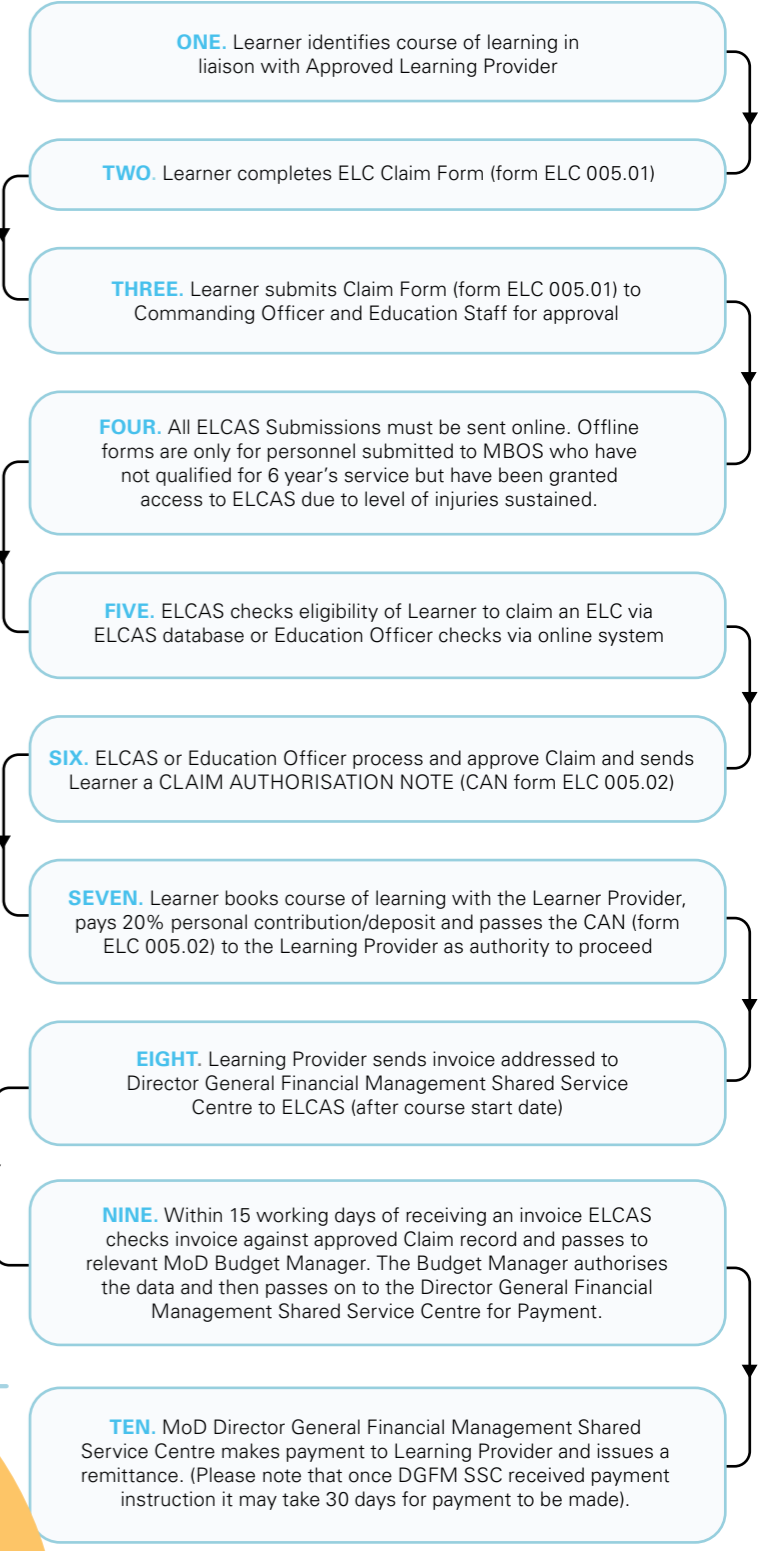 ONE. Learner identifies course of learning in
liaison with Approved Learning Provider
TWO. Learner completes ELC Claim Form (form ELC 005.01)
THREE. Learner submits Claim Form (form ELC 005.01) to
Commanding Officer and Education Staff for approval
FOUR. All ELCAS Submissions must be sent online. Offline
forms are only for personnel submitted to MBOS who have
not qualified for 6 year’s service but have been granted
access to ELCAS due to level of injuries sustained.
FIVE. ELCAS checks eligibility of Learner to claim an ELC via
ELCAS database or Education Officer checks via online system
SIX. ELCAS or Education Officer process and approve Claim and sends
Learner a CLAIM AUTHORISATION NOTE (CAN form ELC 005.02)
SEVEN. Learner books course of learning with the Learner Provider,
pays 20% personal contribution/deposit and passes the CAN (form
ELC 005.02) to the Learning Provider as authority to proceed
EIGHT. Learning Provider sends invoice addressed to
Director General Financial Management Shared Service
Centre to ELCAS (after course start date)
NINE. Within 15 working days of receiving an invoice ELCAS
checks invoice against approved Claim record and passes to
relevant MoD Budget Manager. The Budget Manager authorises
the data and then passes on to the Director General Financial
Management Shared Service Centre for Payment.
TEN. MoD Director General Financial Management Shared
Service Centre makes payment to Learning Provider and issues a
remittance. (Please note that once DGFM SSC received payment
instruction it may take 30 days for payment to be made).